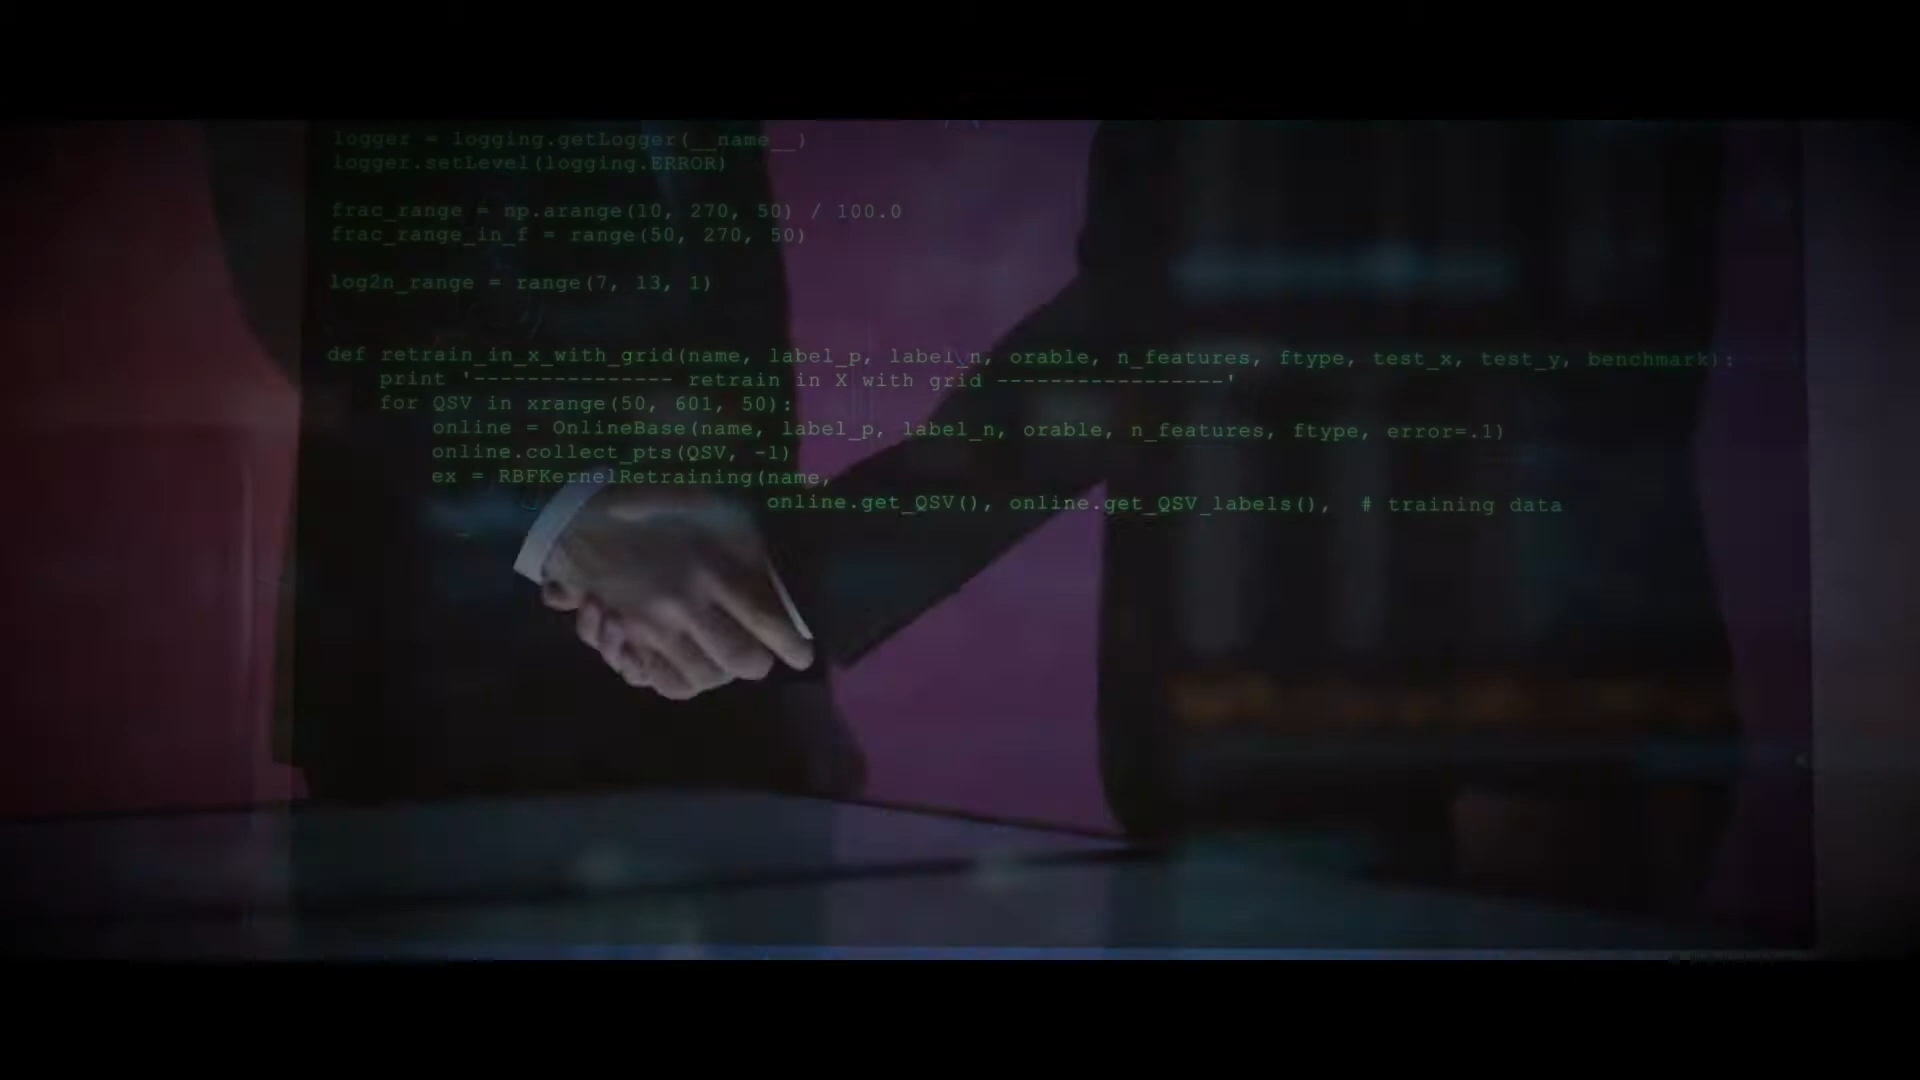 logger = logging.getLogger(__name__)
logger.setLevel(logging.ERROR)
frac_range = np.arange(10, 270, 50) / 100.0
frac_range_in_f = range(50, 270, 50)
log2n_range = range(7, 13, 1)
def retrain_in_x_with_grid(name, label_p, label_n, orable, n_features, ftype, test_x, test_y, benchmark):
print '--------------- retrain in X with grid -----------------'
for QSV in xrange(50, 601, 50):
online = OnlineBase(name, label_p, label_n, orable, n_features, ftype, error=.1)
online.collect_pts(QSV, -1)
ex = RBFKernelRetraining(name,
online.get_QSV(), online.get_QSV_labels(),  # training data